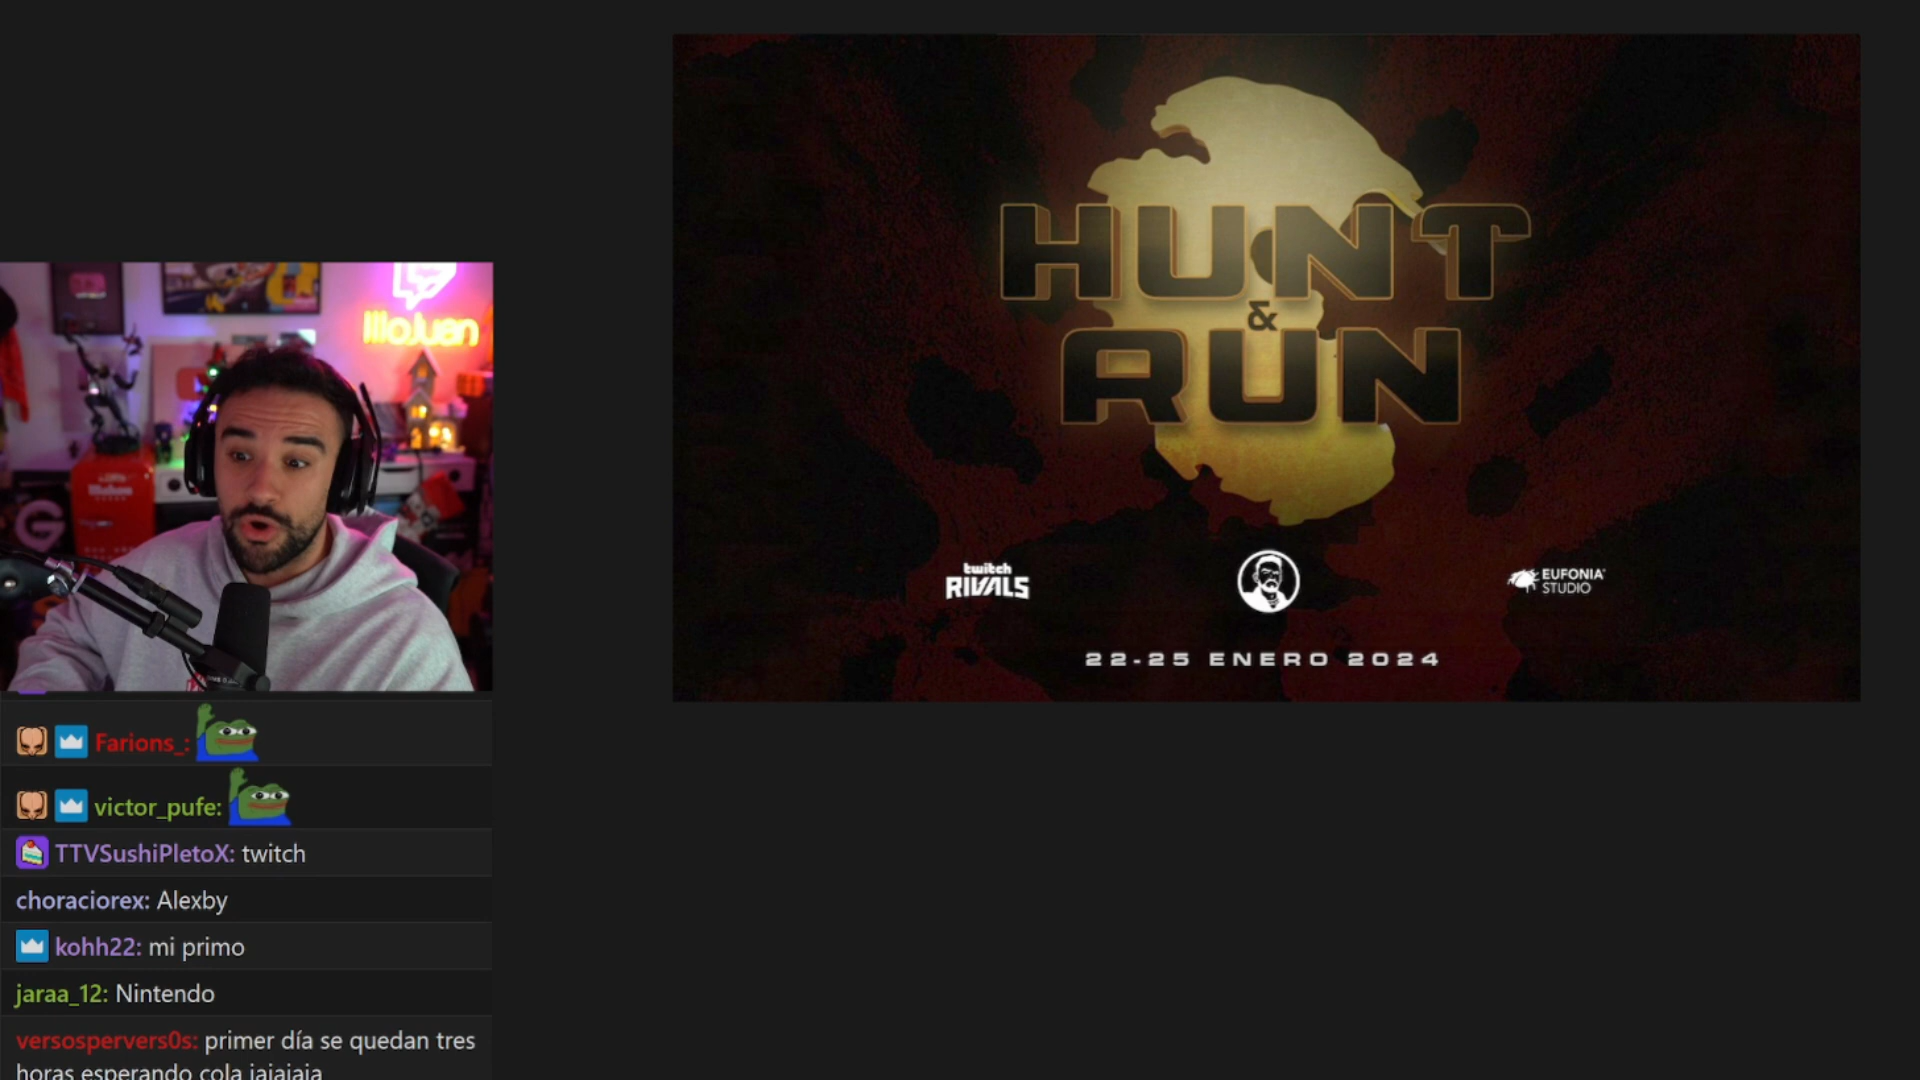 HUNT
&
RUN
twitch
RIVALS
EUFONIA
STUDIO
22-25 ENERO 2024
IlloJuan
Farions_:
victor_pufe:
TTVSushiPletoX: twitch
choraciorex: Alexby
kohh22: mi primo
jaraa_12: Nintendo
versospervers0s: primer día se quedan tres
horas esperando cola jajajaja